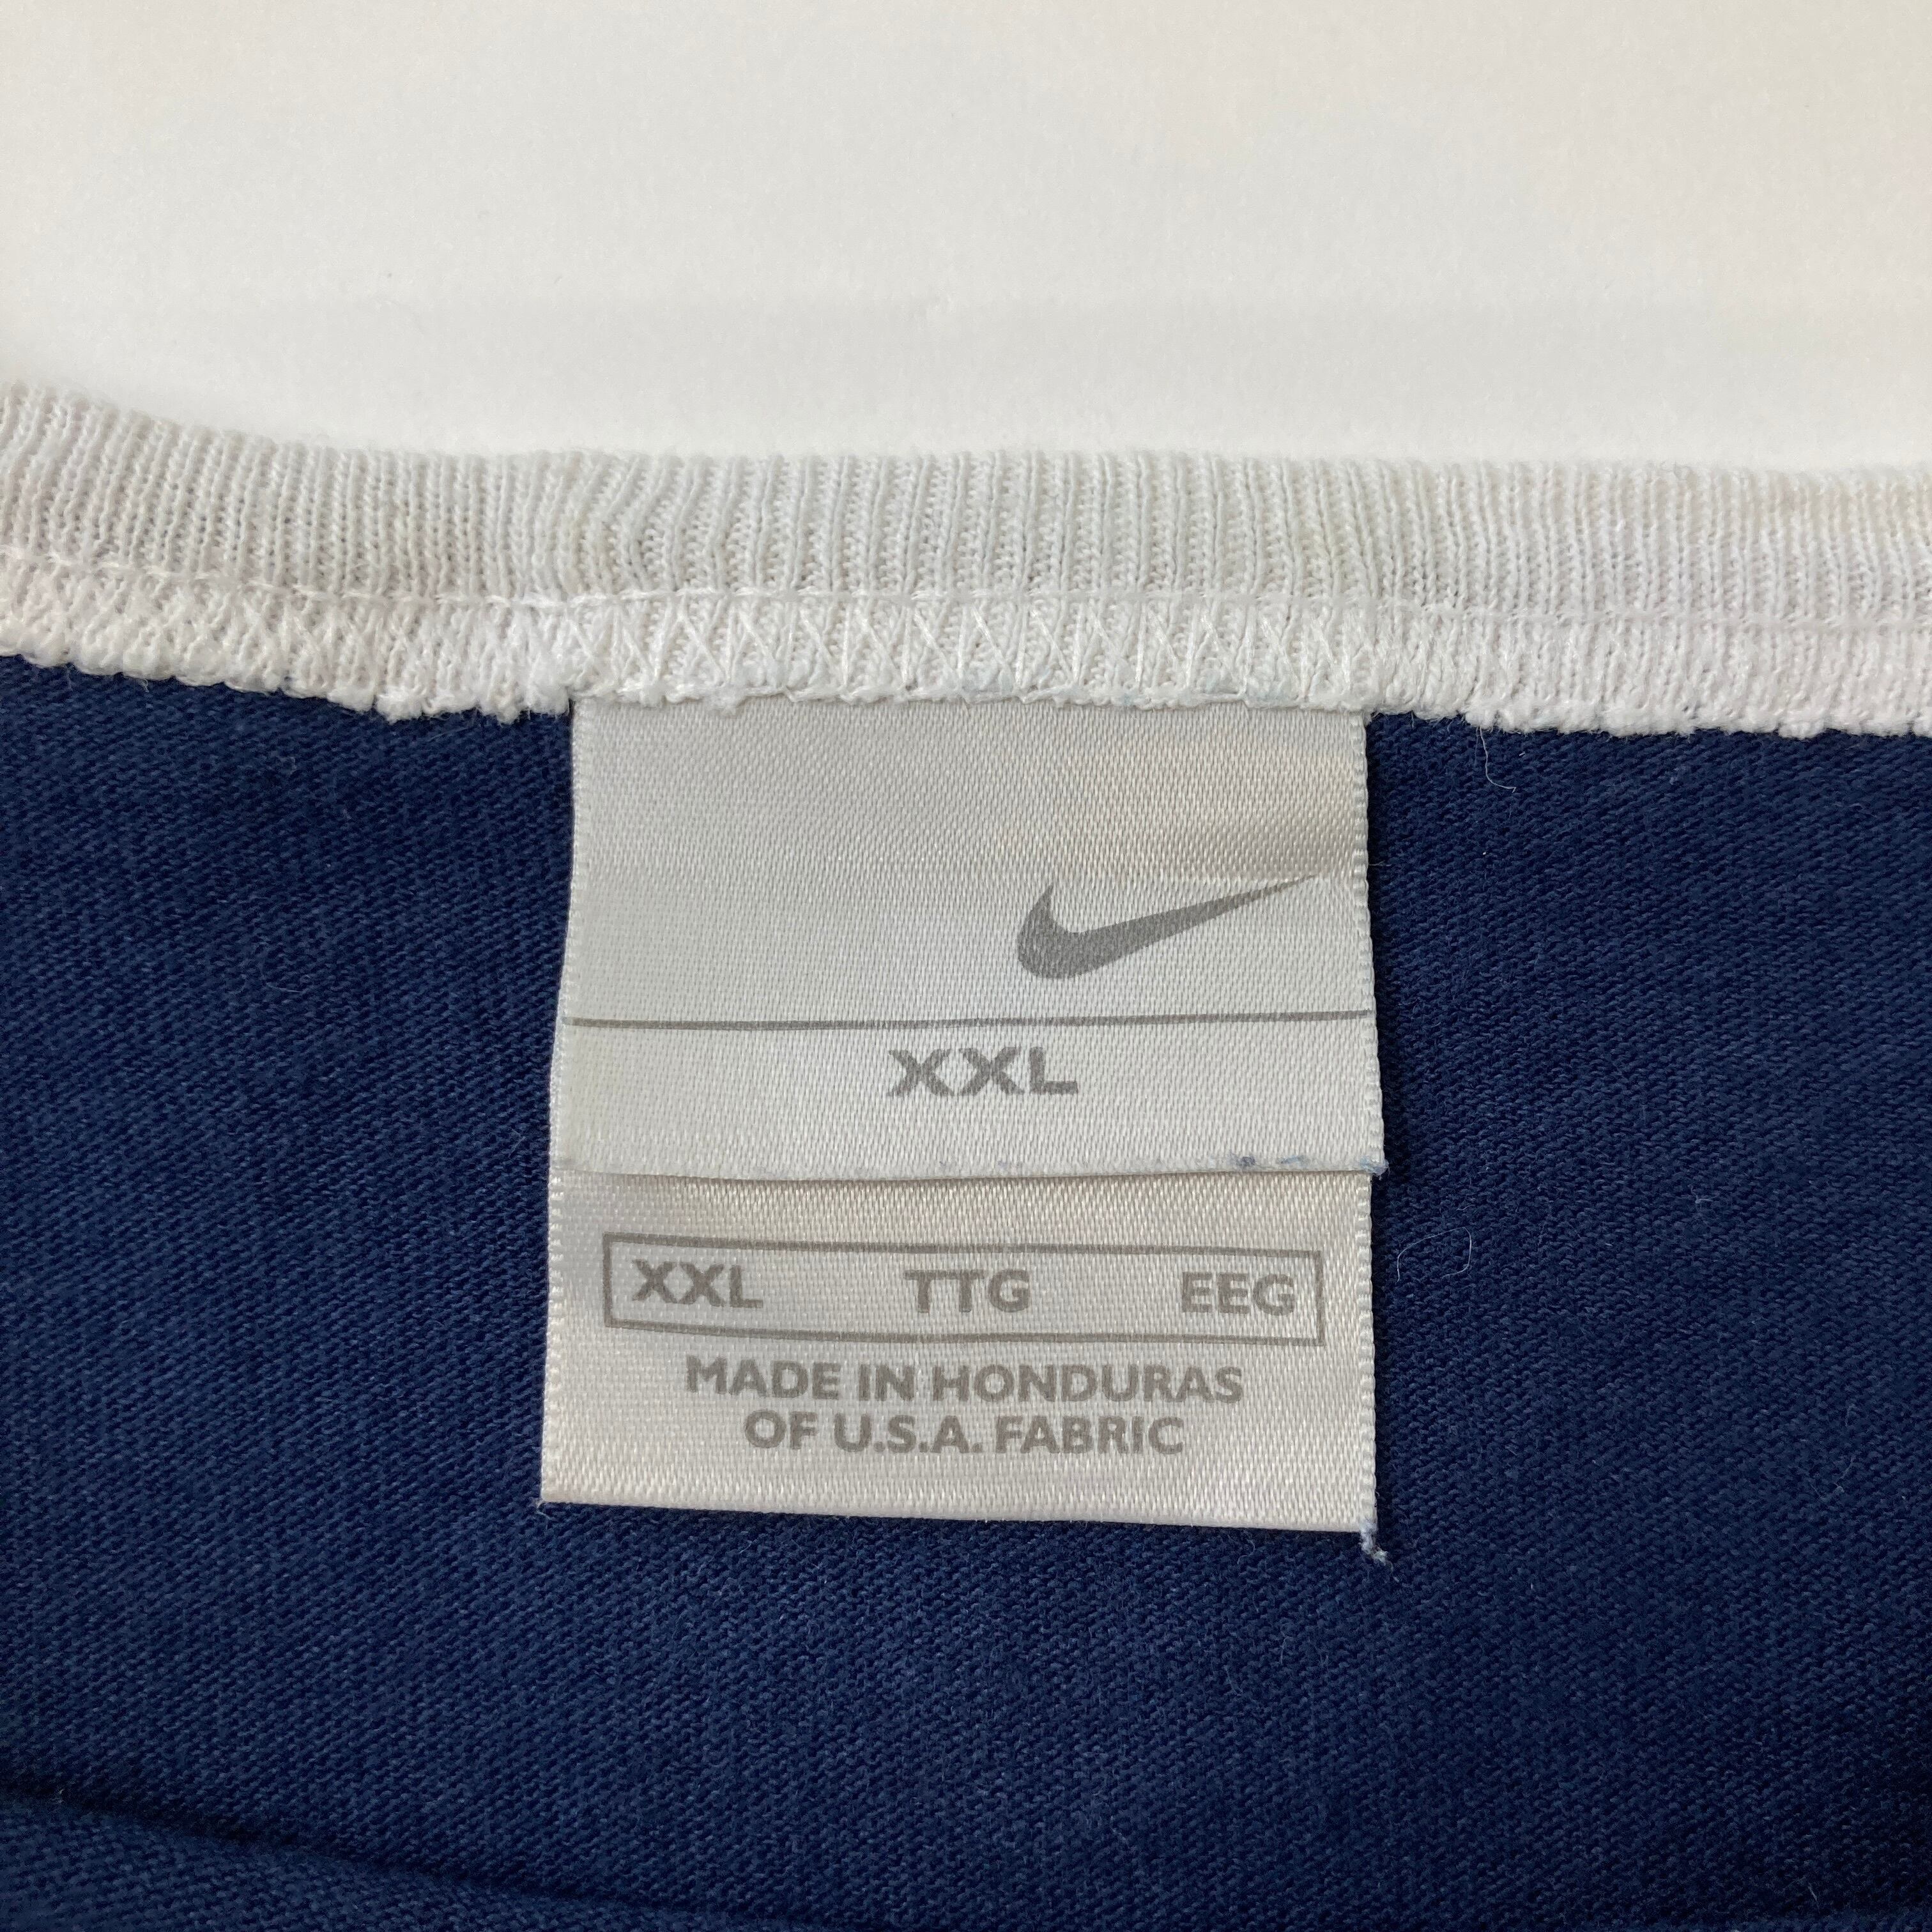 XXL
XXL TTG EEG
MADE IN HONDURAS
OF U.S.A. FABRIC